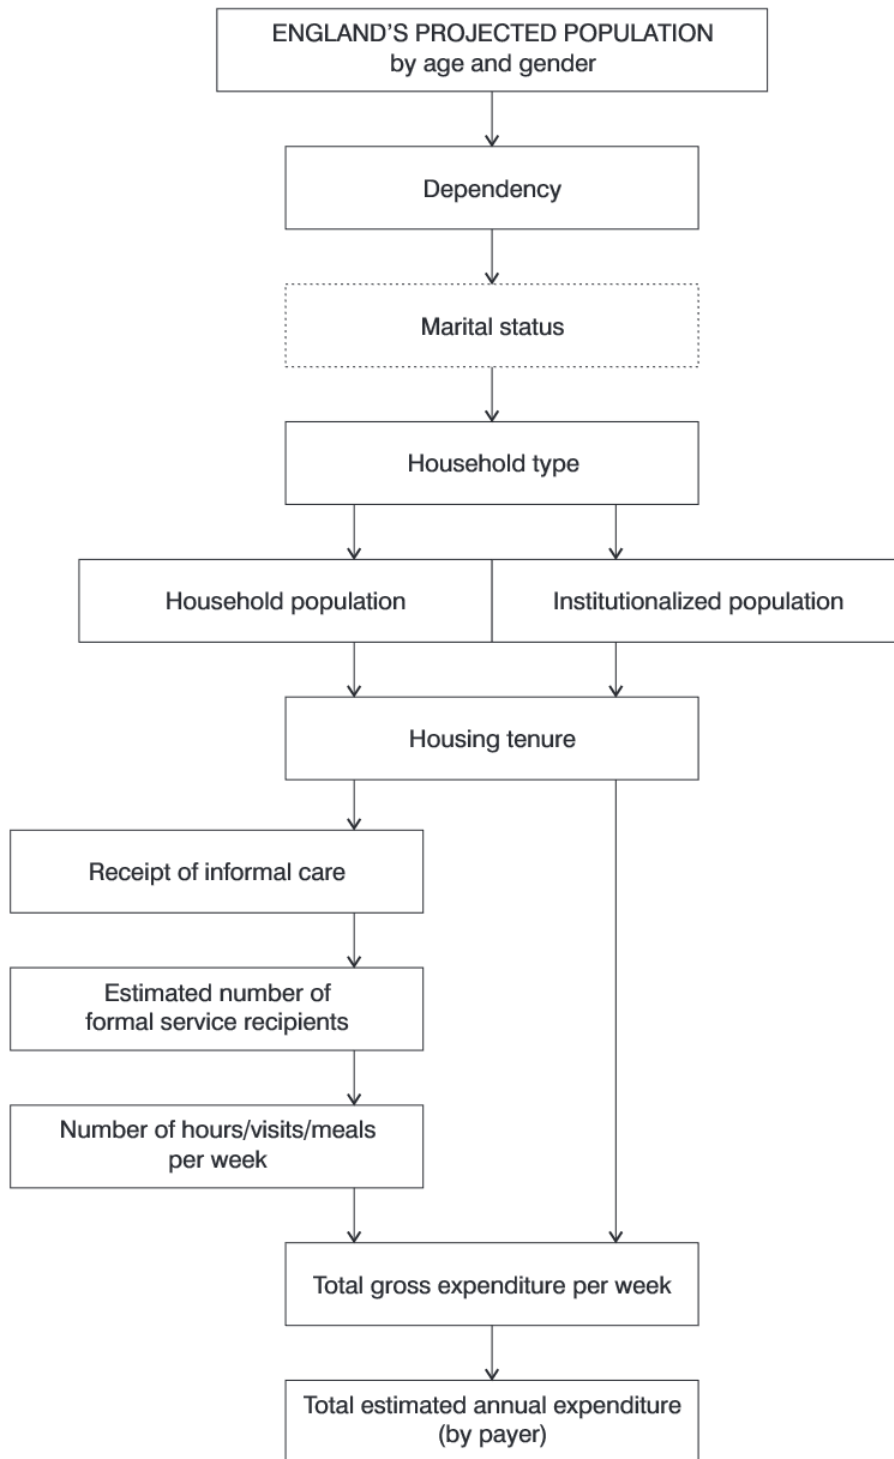 ENGLAND’S PROJECTED POPULATION
by age and gender
Dependency
Marital status
Household type
Household population
Institutionalized population
Housing tenure
Receipt of informal care
Estimated number of
formal service recipients
Number of hours/visits/meals
per week
Total gross expenditure per week
Total estimated annual expenditure
(by payer)